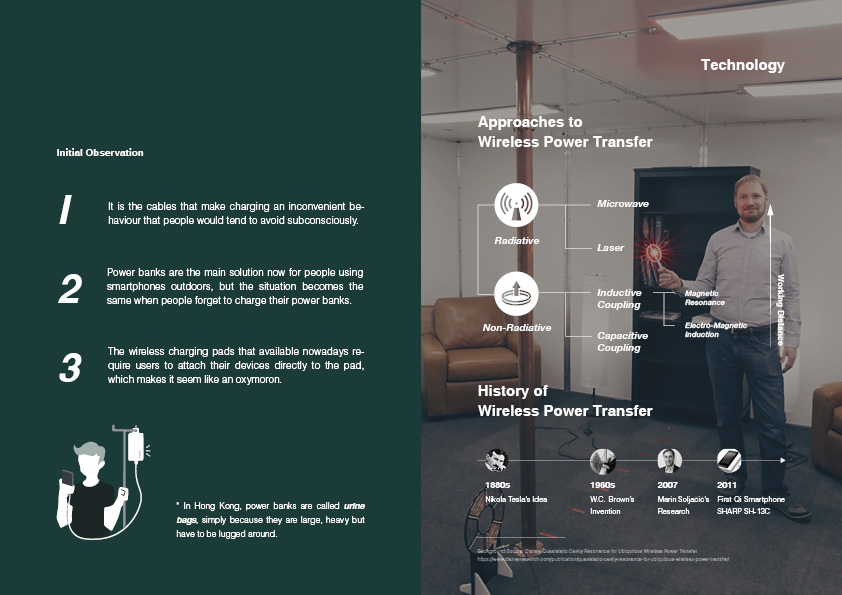 Initial Observation
1
It is the cables that make charging an inconvenient be-
haviour that people would tend to avoid subconsciously.
2
Power banks are the main solution now for people using
smartphones outdoors, but the situation becomes the
same when people forget to charge their power banks.
3
The wireless charging pads that available nowadays re-
quire users to attach their devices directly to the pad,
which makes it seem like an oxymoron.
* In Hong Kong, power banks are called urine
bags, simply because they are large, heavy but
have to be lugged around.
Technology
Approaches to
Wireless Power Transfer
Radiative
Microwave
Laser
Non-Radiative
Inductive
Coupling
Magnetic
Resonance
Electro-Magnetic
Induction
Capacitive
Coupling
Working Distance
History of
Wireless Power Transfer
1880s
Nikola Tesla's Idea
1960s
W.C. Brown's
Invention
2007
Marin Soljacic's
Research
2011
First Qi Smartphone
SHARP SH-13C
Background Source: Disney, Quasistatic Cavity Resonance for Ubiquitous Wireless Power Transfer
https://www.disneyresearch.com/publication/quasistatic-cavity-resonance-for-ubiquitous-wireless-power-transfer/